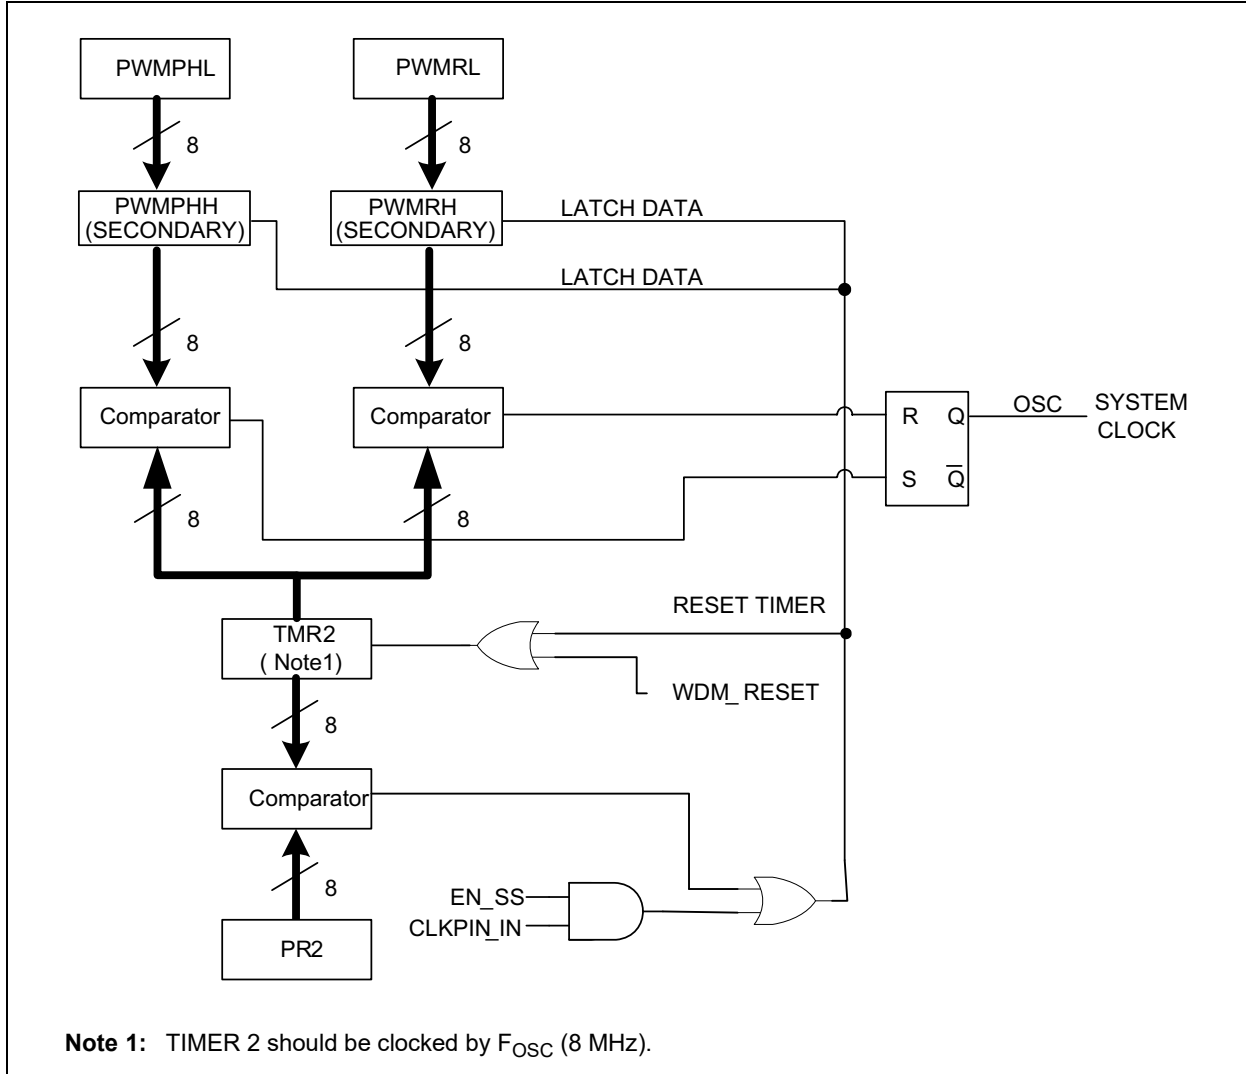 PWMPHL
PWMRL
8
8
PWMPHH
(SECONDARY)
PWMRH
(SECONDARY)
LATCH DATA
LATCH DATA
8
8
Comparator
Comparator
R Q
S Q̅
OSC
SYSTEM
CLOCK
8
8
RESET TIMER
TMR2
( Note1)
WDM_ RESET
8
Comparator
8
EN_SS
CLKPIN_IN
PR2
Note 1: TIMER 2 should be clocked by FOSC (8 MHz).